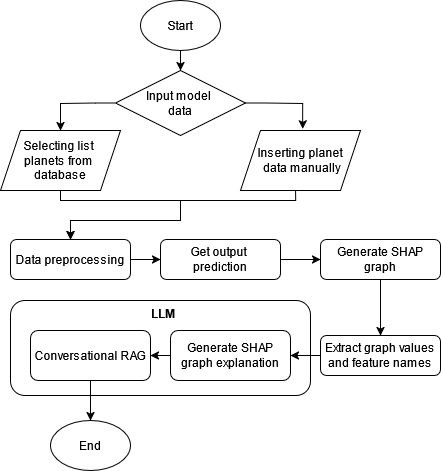 Start
Input model
data
Selecting list
planets from
database
Inserting planet
data manually
Data preprocessing
Get output
prediction
Generate SHAP
graph
LLM
Conversational RAG
Generate SHAP
graph explanation
Extract graph values
and feature names
End